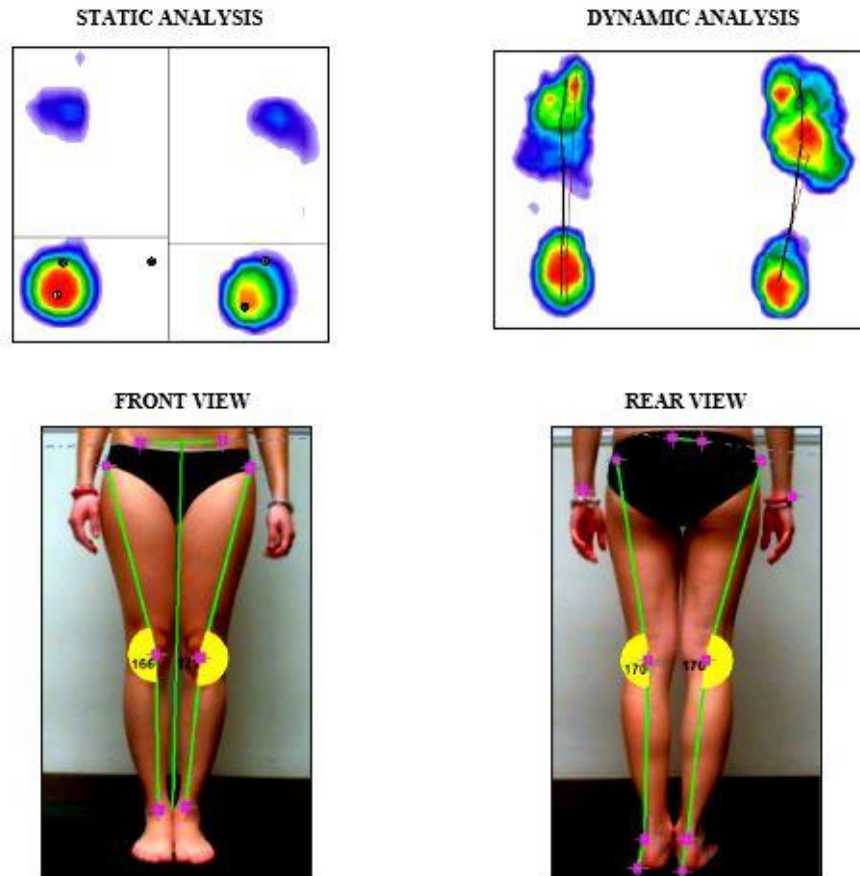 STATIC ANALYSIS
DYNAMIC ANALYSIS
FRONT VIEW
REAR VIEW
166
170
170